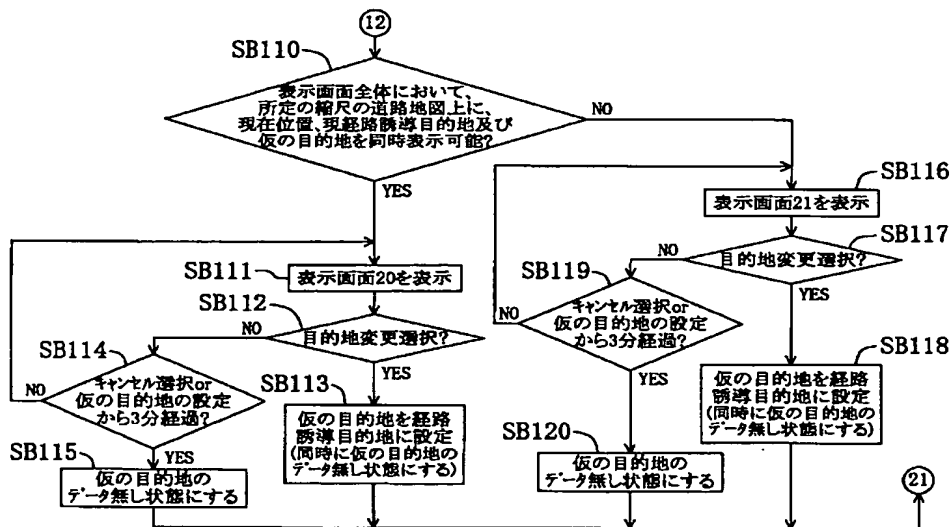 12
SB110
表示画面全体において、
所定の縮尺の道路地図上に、
現在位置、現経路誘導目的地及び
仮の目的地を同時表示可能?
NO
YES
SB111
表示画面20を表示
SB112
目的地変更選択?
NO
YES
SB114
キャンセル選択or
仮の目的地の設定
から3分経過?
NO
YES
SB113
仮の目的地を経路
誘導目的地に設定
(同時に仮の目的地の
データ無し状態にする)
SB115
仮の目的地の
データ無し状態にする
SB116
表示画面21を表示
SB117
目的地変更選択?
NO
YES
SB119
キャンセル選択or
仮の目的地の設定
から3分経過?
NO
YES
SB118
仮の目的地を経路
誘導目的地に設定
(同時に仮の目的地の
データ無し状態にする)
SB120
仮の目的地の
データ無し状態にする
21